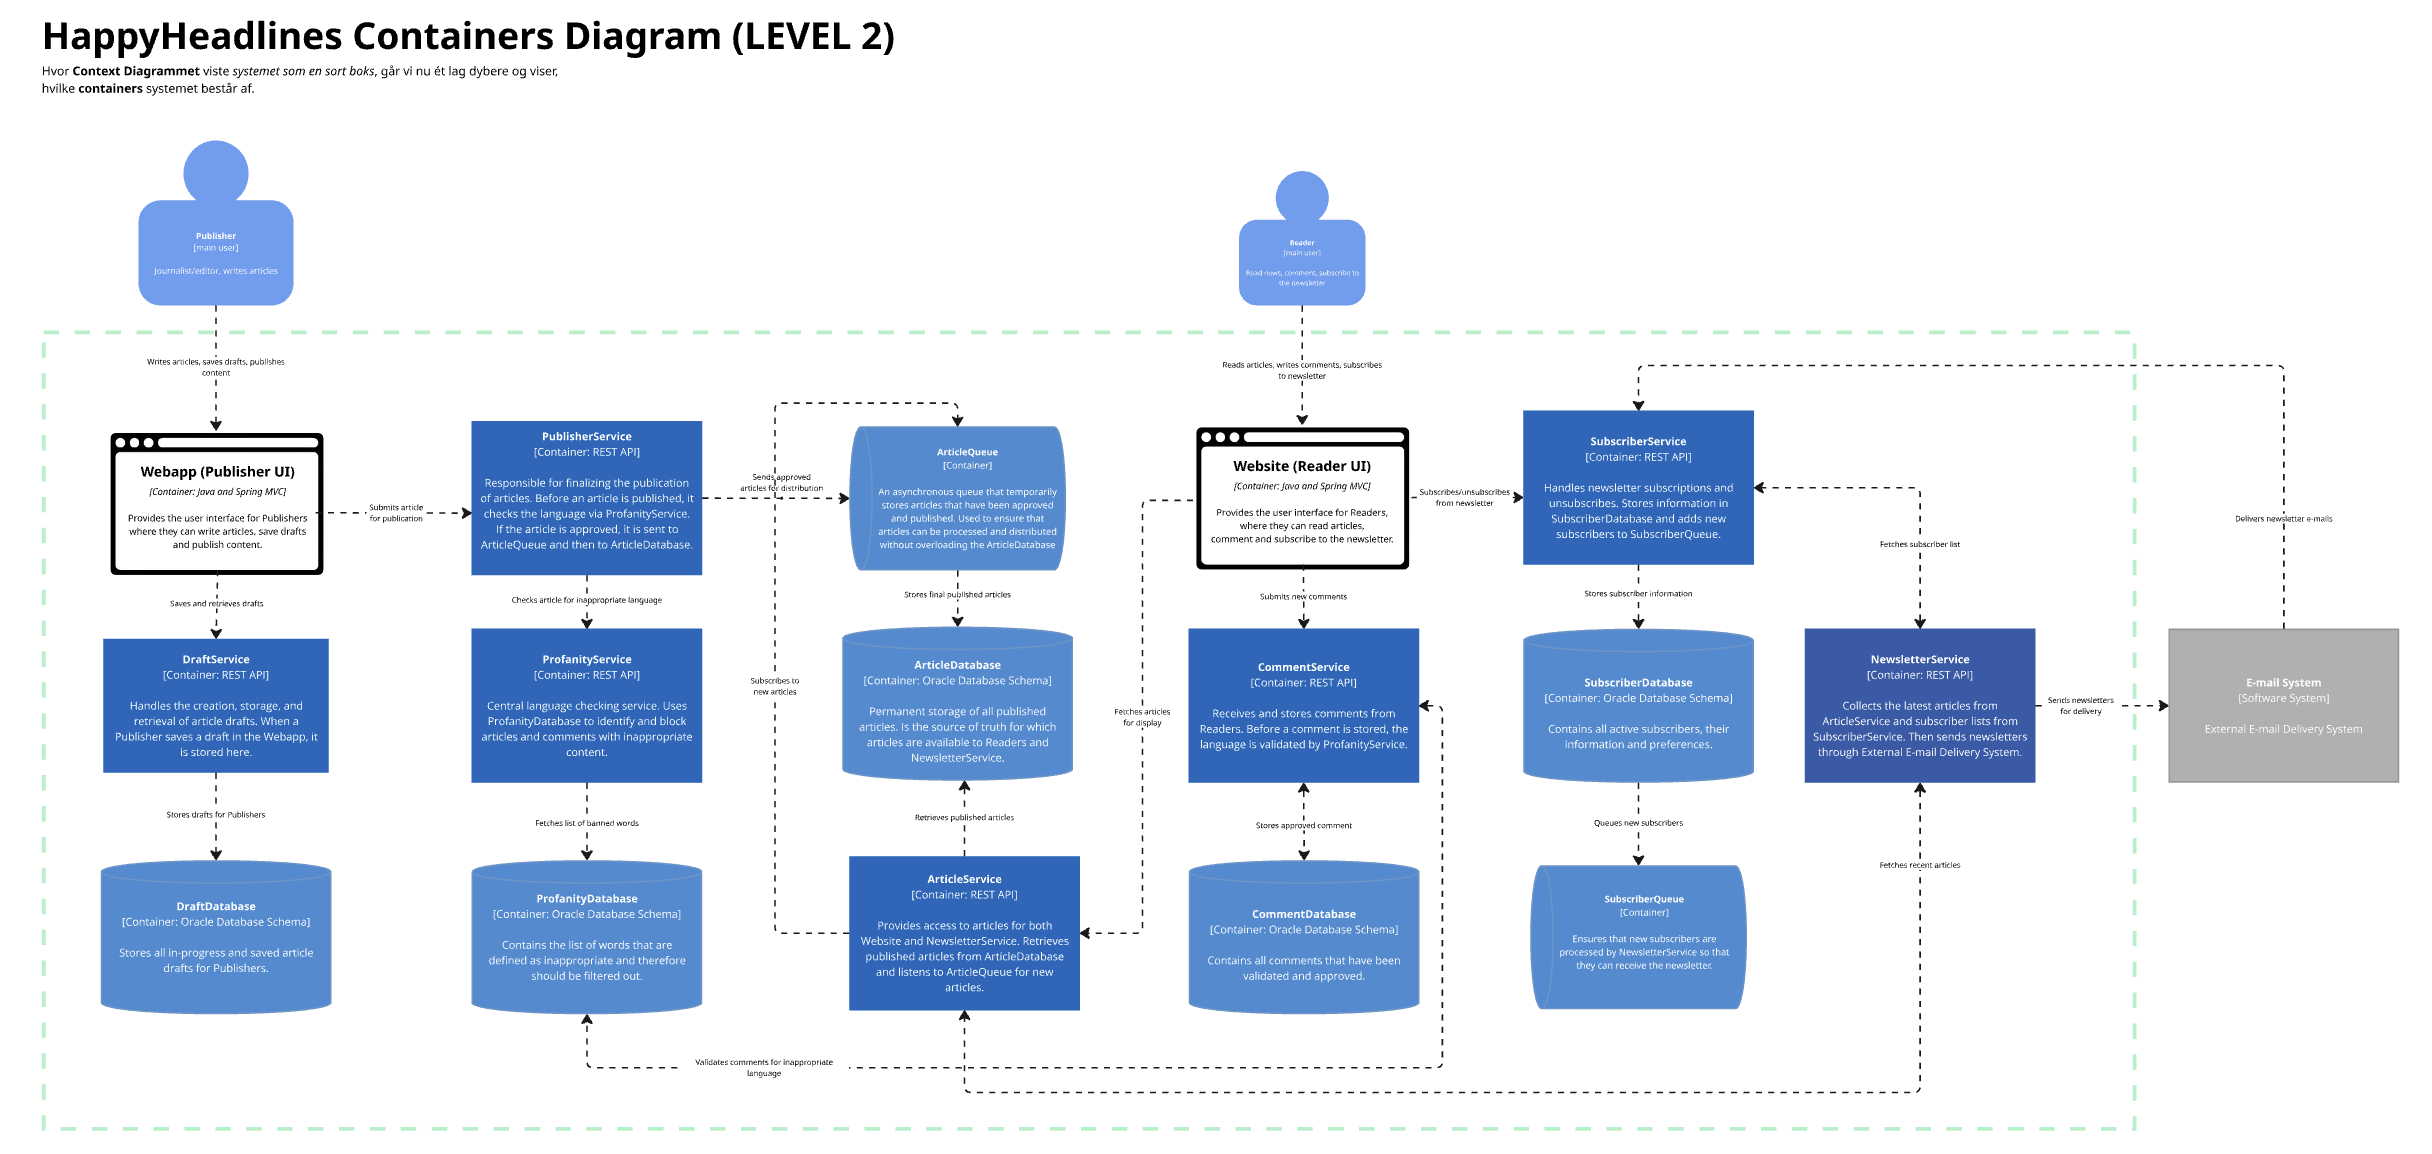 HappyHeadlines Containers Diagram (LEVEL 2)
Hvor Context Diagrammet viste systemet som en sort boks, går vi nu ét lag dybere og viser,
hvilke containers systemet består af.
Publisher
[main user]
Journalist/editor, writes articles
Reader
[main user]
Read news, comment, subscribe to
the newsletter
Writes articles, saves drafts, publishes
content
Reads articles, writes comments, subscribes
to newsletter
Webapp (Publisher UI)
[Container: Java and Spring MVC]
Provides the user interface for Publishers
where they can write articles, save drafts
and publish content.
Submits article
for publication
PublisherService
[Container: REST API]
Responsible for finalizing the publication
of articles. Before an article is published, it
checks the language via ProfanityService.
If the article is approved, it is sent to
ArticleQueue and then to ArticleDatabase.
Sends approved
articles for distribution
ArticleQueue
[Container]
An asynchronous queue that temporarily
stores articles that have been approved
and published. Used to ensure that
articles can be processed and distributed
without overloading the ArticleDatabase
Website (Reader UI)
[Container: Java and Spring MVC]
Provides the user interface for Readers,
where they can read articles,
comment and subscribe to the newsletter.
Subscribes/unsubscribes
from newsletter
SubscriberService
[Container: REST API]
Handles newsletter subscriptions and
unsubscribes. Stores information in
SubscriberDatabase and adds new
subscribers to SubscriberQueue.
Fetches subscriber list
Delivers newsletter e-mails
Saves and retrieves drafts
Checks article for inappropriate language
Stores final published articles
Submits new comments
Stores subscriber information
DraftService
[Container: REST API]
Handles the creation, storage, and
retrieval of article drafts. When a
Publisher saves a draft in the Webapp, it
is stored here.
ProfanityService
[Container: REST API]
Central language checking service. Uses
ProfanityDatabase to identify and block
articles and comments with inappropriate
content.
Subscribes to
new articles
ArticleDatabase
[Container: Oracle Database Schema]
Permanent storage of all published
articles. Is the source of truth for which
articles are available to Readers and
NewsletterService.
Fetches articles
for display
CommentService
[Container: REST API]
Receives and stores comments from
Readers. Before a comment is stored, the
language is validated by ProfanityService.
SubscriberDatabase
[Container: Oracle Database Schema]
Contains all active subscribers, their
information and preferences.
NewsletterService
[Container: REST API]
Collects the latest articles from
ArticleService and subscriber lists from
SubscriberService. Then sends newsletters
through External E-mail Delivery System.
Sends newsletters
for delivery
E-mail System
[Software System]
External E-mail Delivery System
Stores drafts for Publishers
Fetches list of banned words
Retrieves published articles
Stores approved comment
Queues new subscribers
Fetches recent articles
DraftDatabase
[Container: Oracle Database Schema]
Stores all in-progress and saved article
drafts for Publishers.
ProfanityDatabase
[Container: Oracle Database Schema]
Contains the list of words that are
defined as inappropriate and therefore
should be filtered out.
ArticleService
[Container: REST API]
Provides access to articles for both
Website and NewsletterService. Retrieves
published articles from ArticleDatabase
and listens to ArticleQueue for new
articles.
CommentDatabase
[Container: Oracle Database Schema]
Contains all comments that have been
validated and approved.
SubscriberQueue
[Container]
Ensures that new subscribers are
processed by NewsletterService so that
they can receive the newsletter.
Validates comments for inappropriate
language